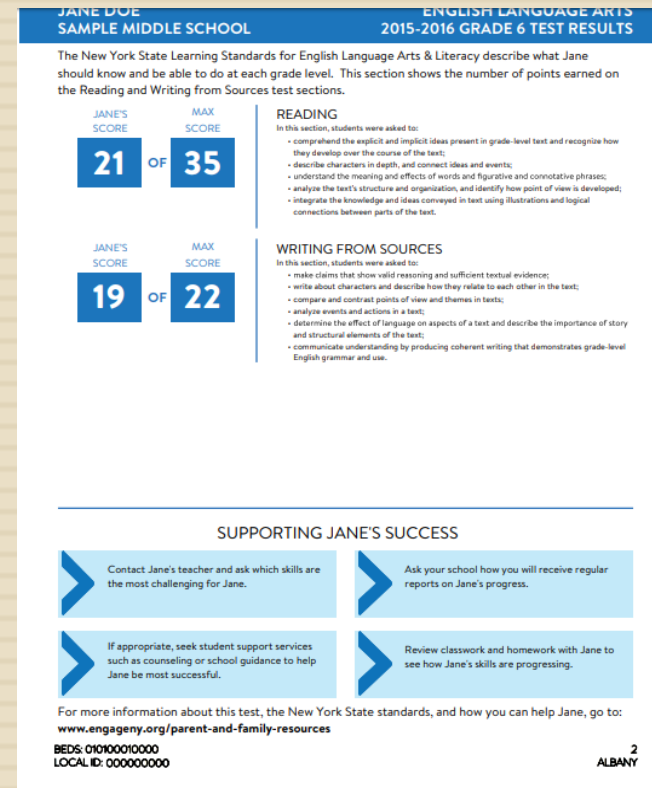 JANE DOE
ENGLISH LANGUAGE ARTS
SAMPLE MIDDLE SCHOOL
2015-2016 GRADE 6 TEST RESULTS
The New York State Learning Standards for English Language Arts & Literacy describe what Jane
should know and be able to do at each grade level. This section shows the number of points earned on
the Reading and Writing from Sources test sections.
JANE'S
SCORE
MAX
SCORE
21 OF 35
READING
In this section, students were asked to:
• comprehend the explicit and implicit ideas present in grade-level text and recognize how
they develop over the course of the text;
• describe characters in depth, and connect ideas and events;
• understand the meaning and effects of words and figurative and connotative phrases;
• analyze the text's structure and organization, and identify how point of view is developed;
• integrate the knowledge and ideas conveyed in text using illustrations and logical
connections between parts of the text.
JANE'S
SCORE
MAX
SCORE
19 OF 22
WRITING FROM SOURCES
In this section, students were asked to:
• make claims that show valid reasoning and sufficient textual evidence;
• write about characters and describe how they relate to each other in the text;
• compare and contrast points of view and themes in texts;
• analyze events and actions in a text;
• determine the effect of language on aspects of a text and describe the importance of story
and structural elements of the text;
• communicate understanding by producing coherent writing that demonstrates grade-level
English grammar and use.
SUPPORTING JANE'S SUCCESS
Contact Jane's teacher and ask which skills are
the most challenging for Jane.
Ask your school how you will receive regular
reports on Jane's progress.
If appropriate, seek student support services
such as counseling or school guidance to help
Jane be most successful.
Review classwork and homework with Jane to
see how Jane's skills are progressing.
For more information about this test, the New York State standards, and how you can help Jane, go to:
www.engageny.org/parent-and-family-resources
BEDS: 010100010000
LOCAL ID: 000000000
2
ALBANY